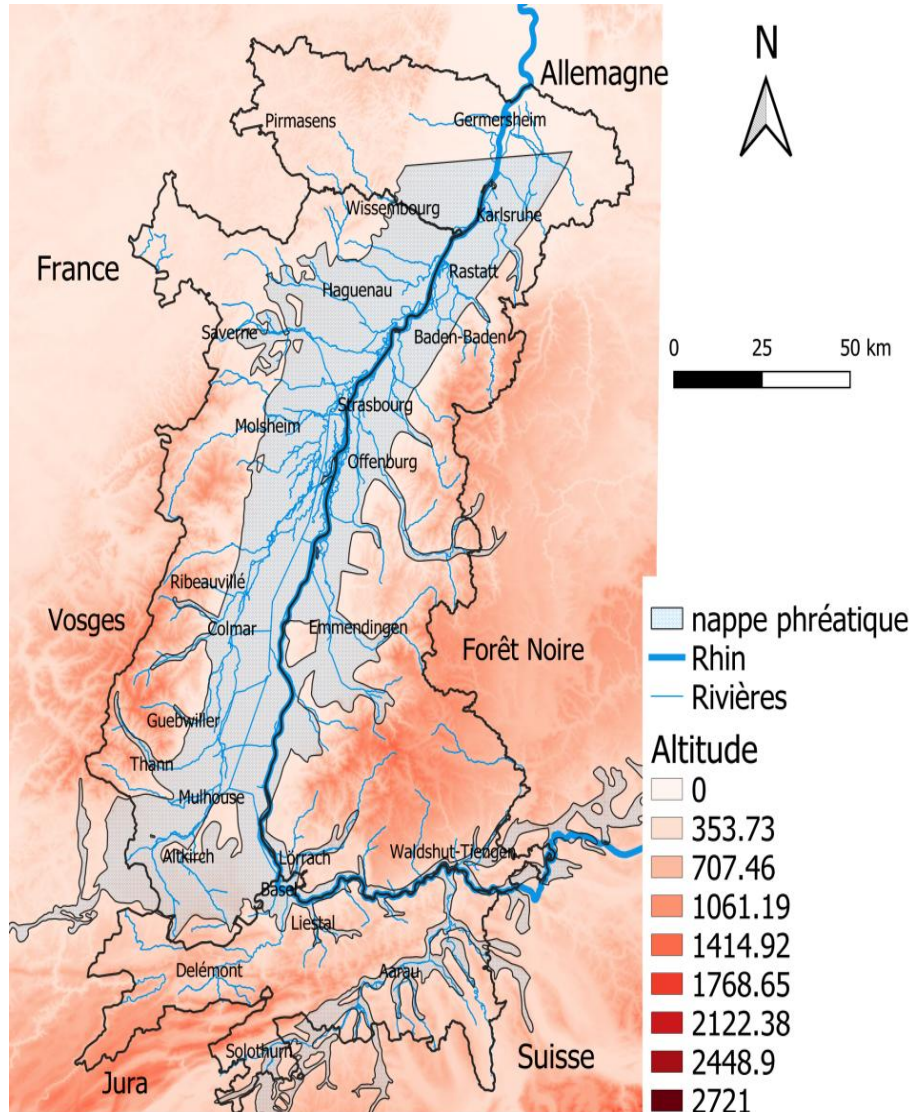 N
Allemagne
Pirmasens
Germersheim
Wissembourg
Karlsruhe
France
Rastatt
Haguenau
Saverne
Baden-Baden
0 25 50 km
Strasbourg
Molsheim
Offenburg
Ribeauvillé
Vosges
Colmar
Emmendingen
Forêt Noire
Guebwiller
Thann
Mulhouse
Altkirch
Lörrach
Waldshut-Tiengen
Basel
Liestal
Delémont
Aarau
Solothurn
Suisse
Jura
nappe phréatique
Rhin
Rivières
Altitude
0
353.73
707.46
1061.19
1414.92
1768.65
2122.38
2448.9
2721